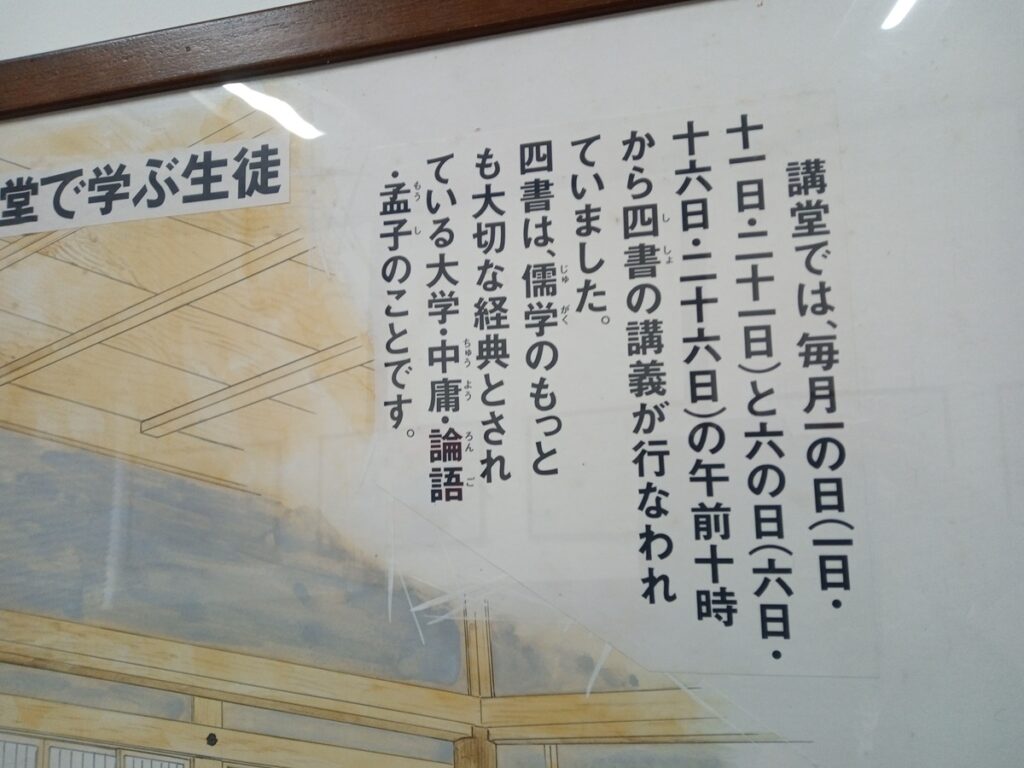 講堂では、毎月一の日(一日・
十一日・二十一日)と六の日(六日・
十六日・二十六日)の午前十時
から四書の講義が行なわれ
ていました。
四書は、儒学のもっと
も大切な経典とされ
ている大学・中庸・論語
・孟子のことです。
堂で学ぶ生徒